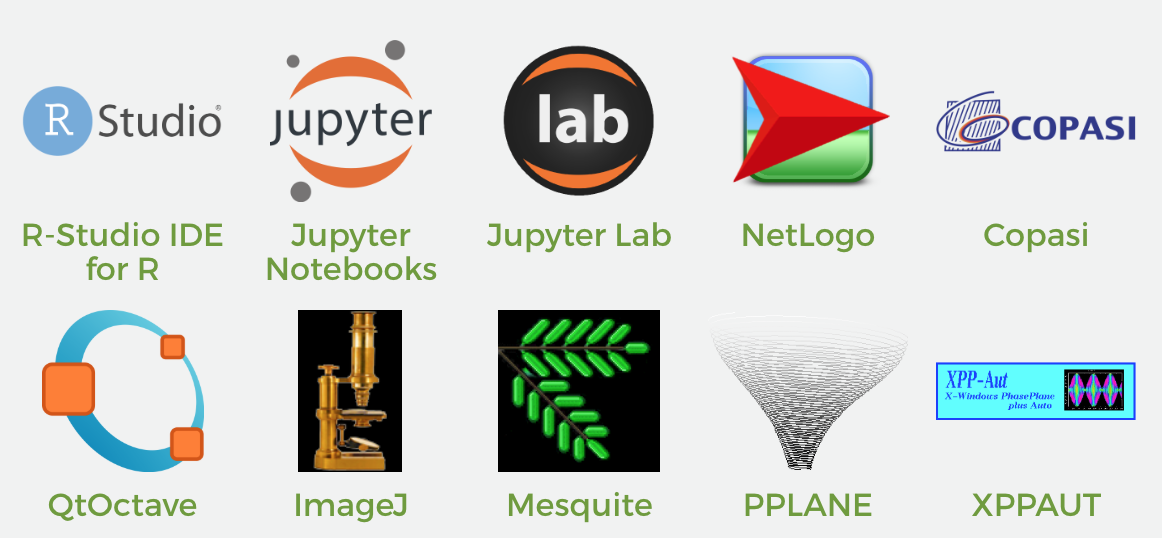 R Studio®
jupyter
lab
COPASI
R-Studio IDE
for R
Jupyter
Notebooks
Jupyter Lab
NetLogo
Copasi
XPP-Aut
X-Windows PhasePlane
plus Auto
QtOctave
ImageJ
Mesquite
PPLANE
XPPAUT